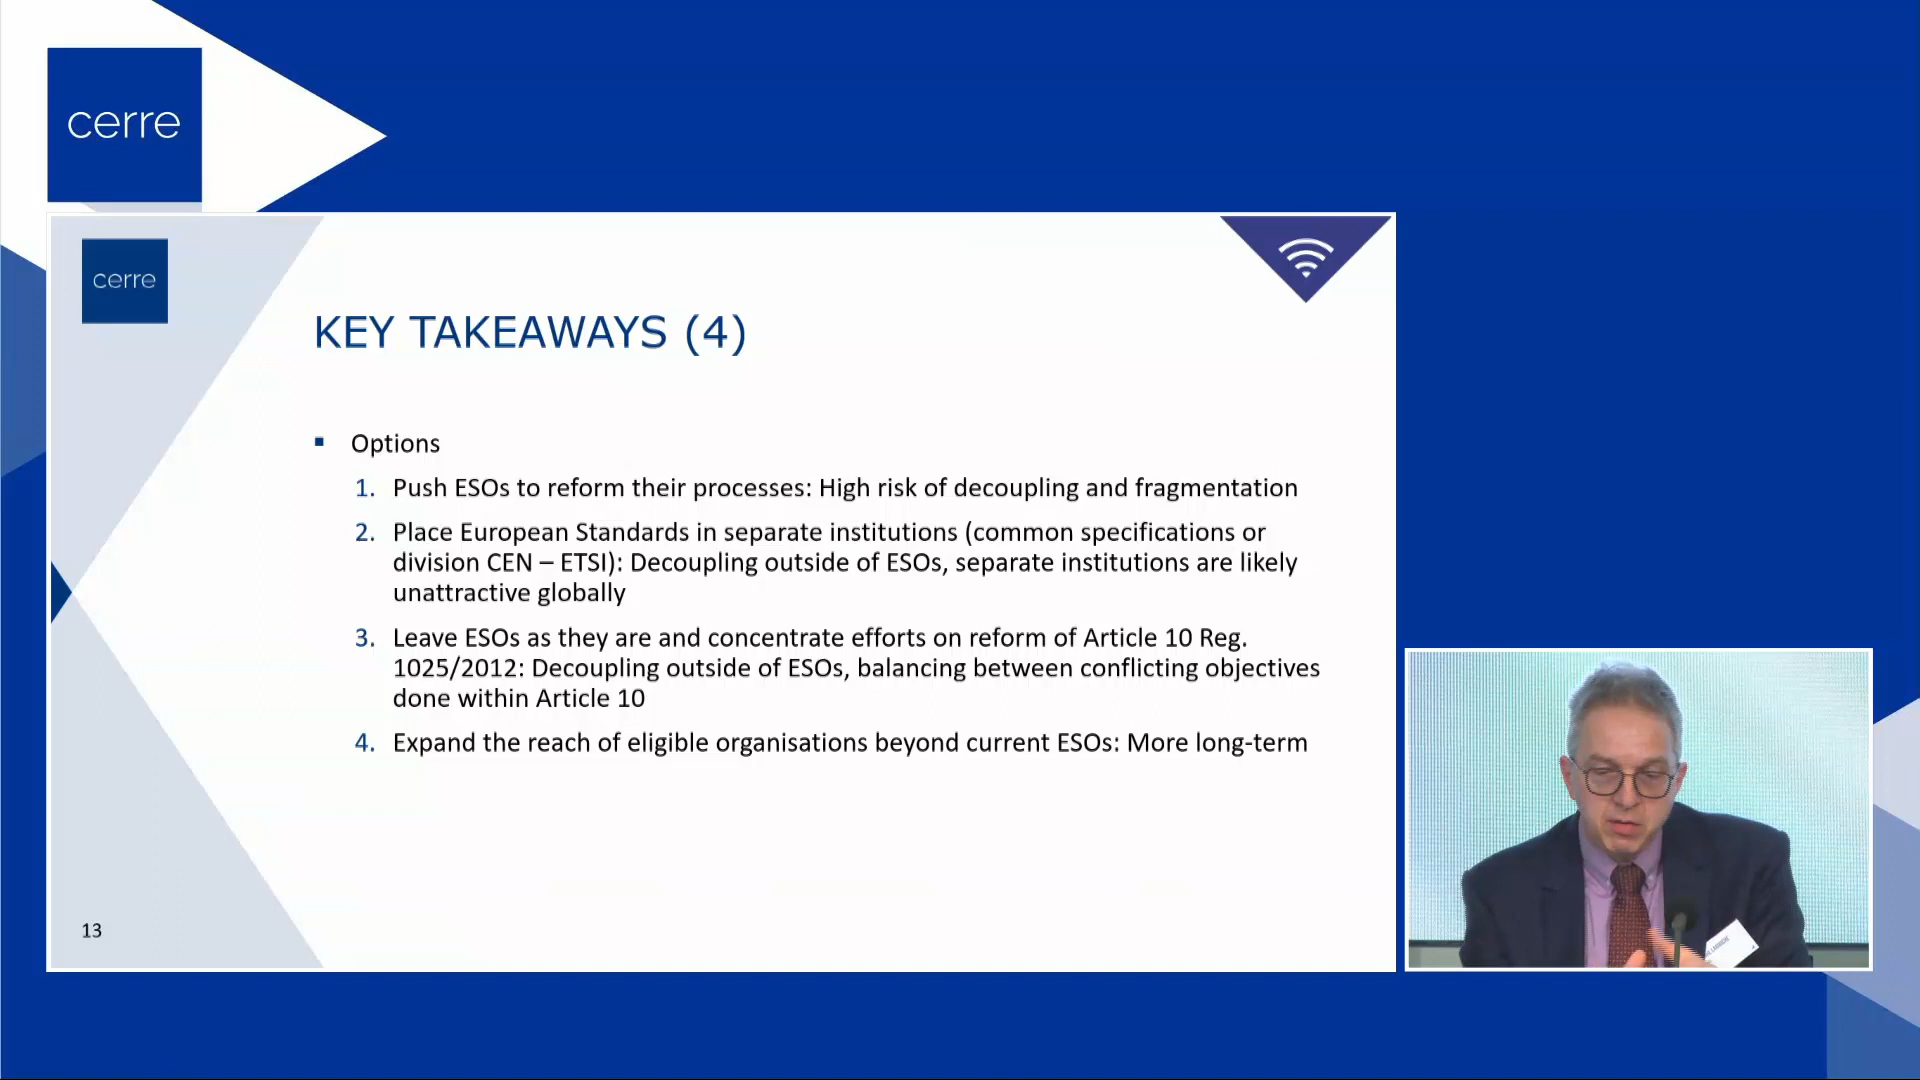 cerre
cerre
KEY TAKEAWAYS (4)
▪ Options
1. Push ESOs to reform their processes: High risk of decoupling and fragmentation
2. Place European Standards in separate institutions (common specifications or
division CEN – ETSI): Decoupling outside of ESOs, separate institutions are likely
unattractive globally
3. Leave ESOs as they are and concentrate efforts on reform of Article 10 Reg.
1025/2012: Decoupling outside of ESOs, balancing between conflicting objectives
done within Article 10
4. Expand the reach of eligible organisations beyond current ESOs: More long-term
13